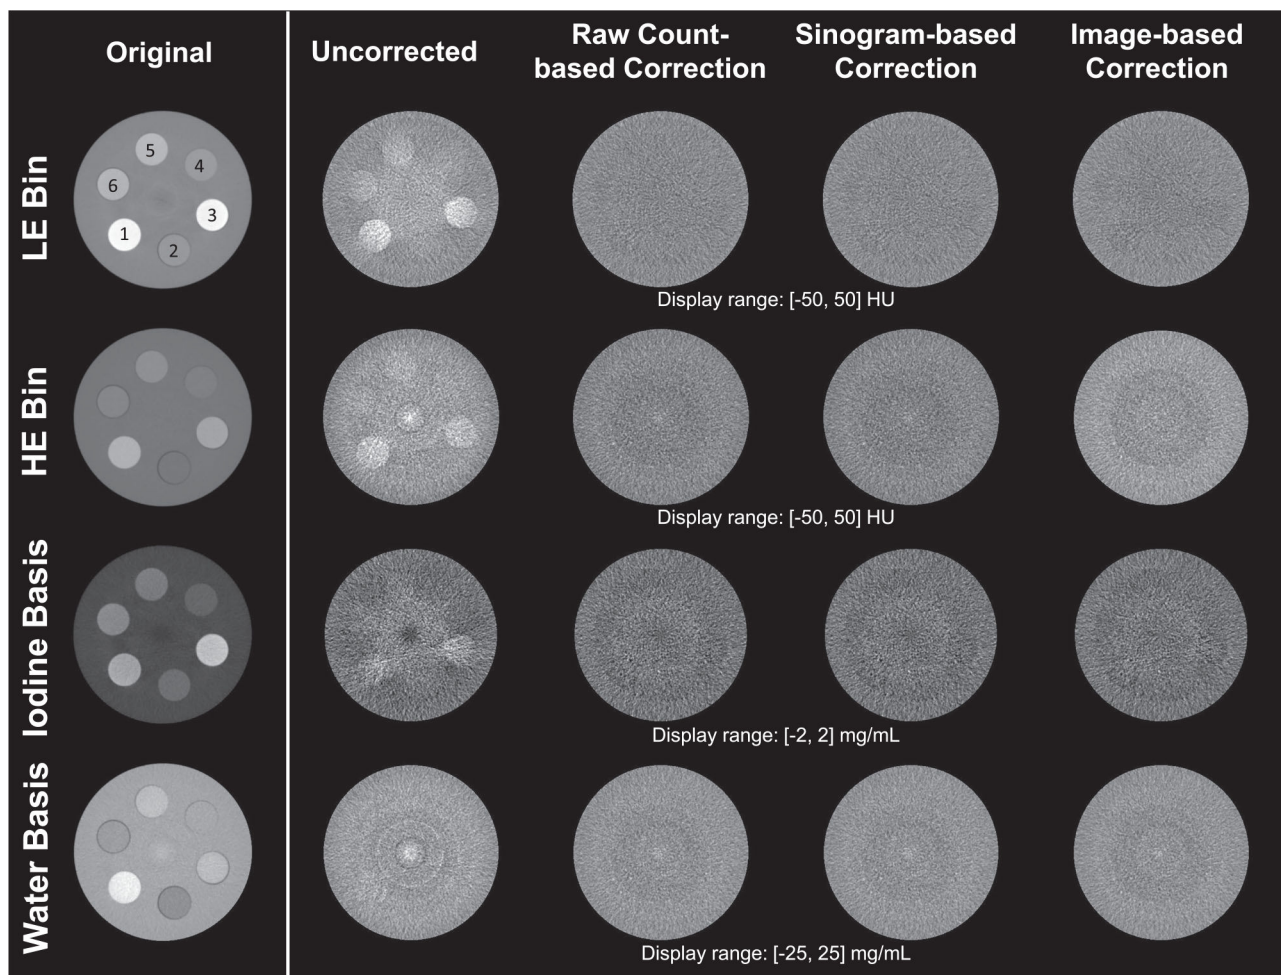 Original
Uncorrected
Raw Count-
based Correction
Sinogram-based
Correction
Image-based
Correction
LE Bin
5
4
6
3
1
2
Display range: [-50, 50] HU
HE Bin
Display range: [-50, 50] HU
Iodine Basis
Display range: [-2, 2] mg/mL
Water Basis
Display range: [-25, 25] mg/mL